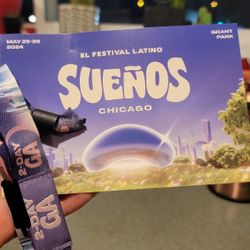 MAY 25-26
2024
GRANT
PARK
EL FESTIVAL LATINO
SUEÑOS
CHICAGO
2-DAY
GA
2-DAY
GA